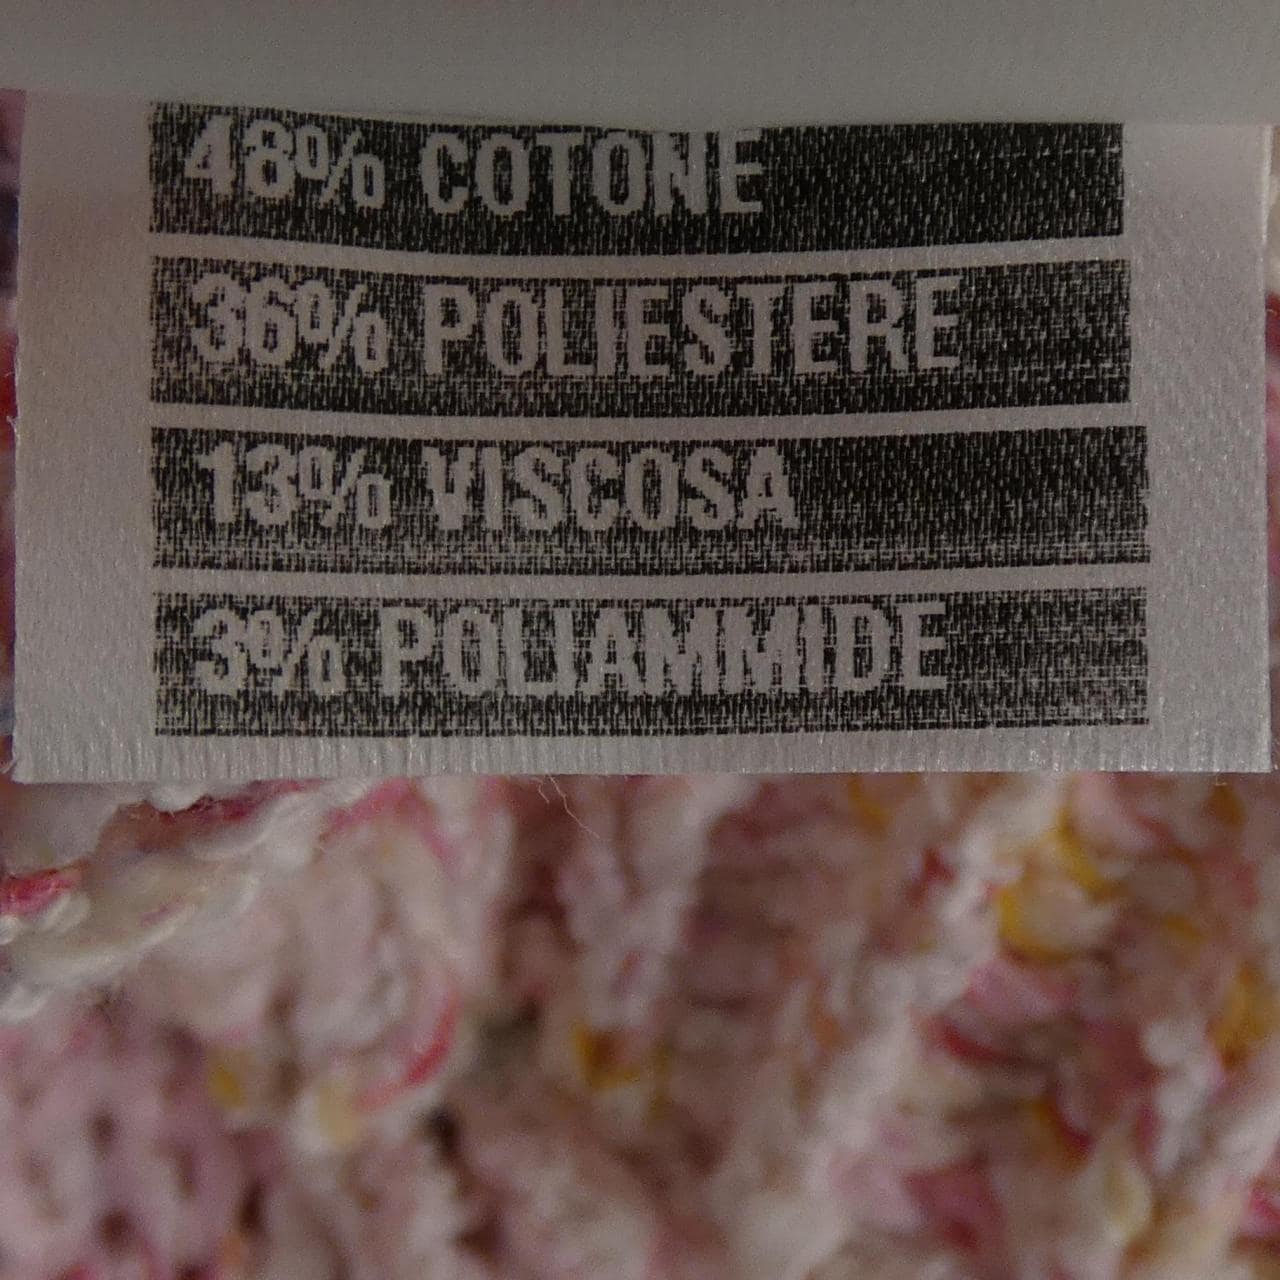 48% COTONE
36% POLIESTERE
13% VISCOSA
3% POLIAMMIDE